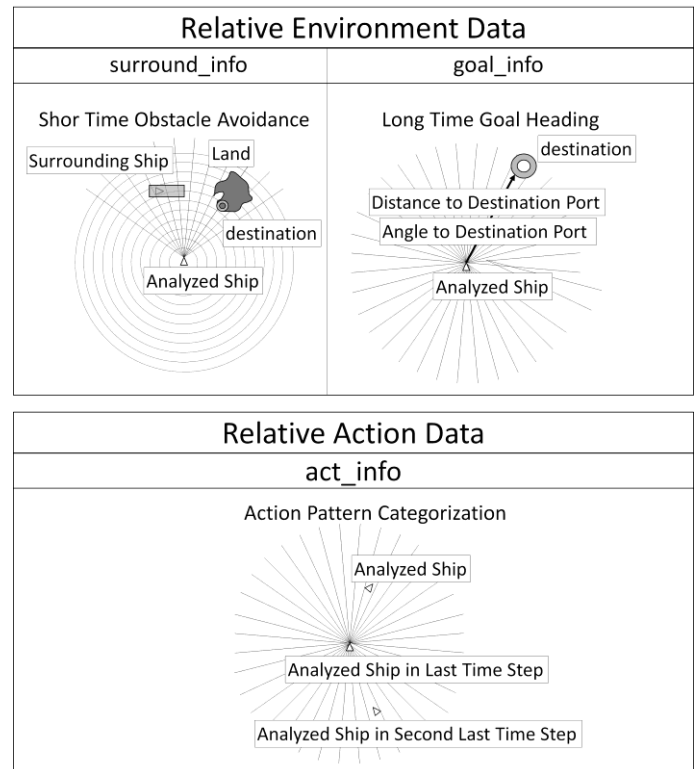 Relative Environment Data
surround_info
goal_info
Shor Time Obstacle Avoidance
Surrounding Ship
Land
destination
Analyzed Ship
Long Time Goal Heading
destination
Distance to Destination Port
Angle to Destination Port
Analyzed Ship
Relative Action Data
act_info
Action Pattern Categorization
Analyzed Ship
Analyzed Ship in Last Time Step
Analyzed Ship in Second Last Time Step